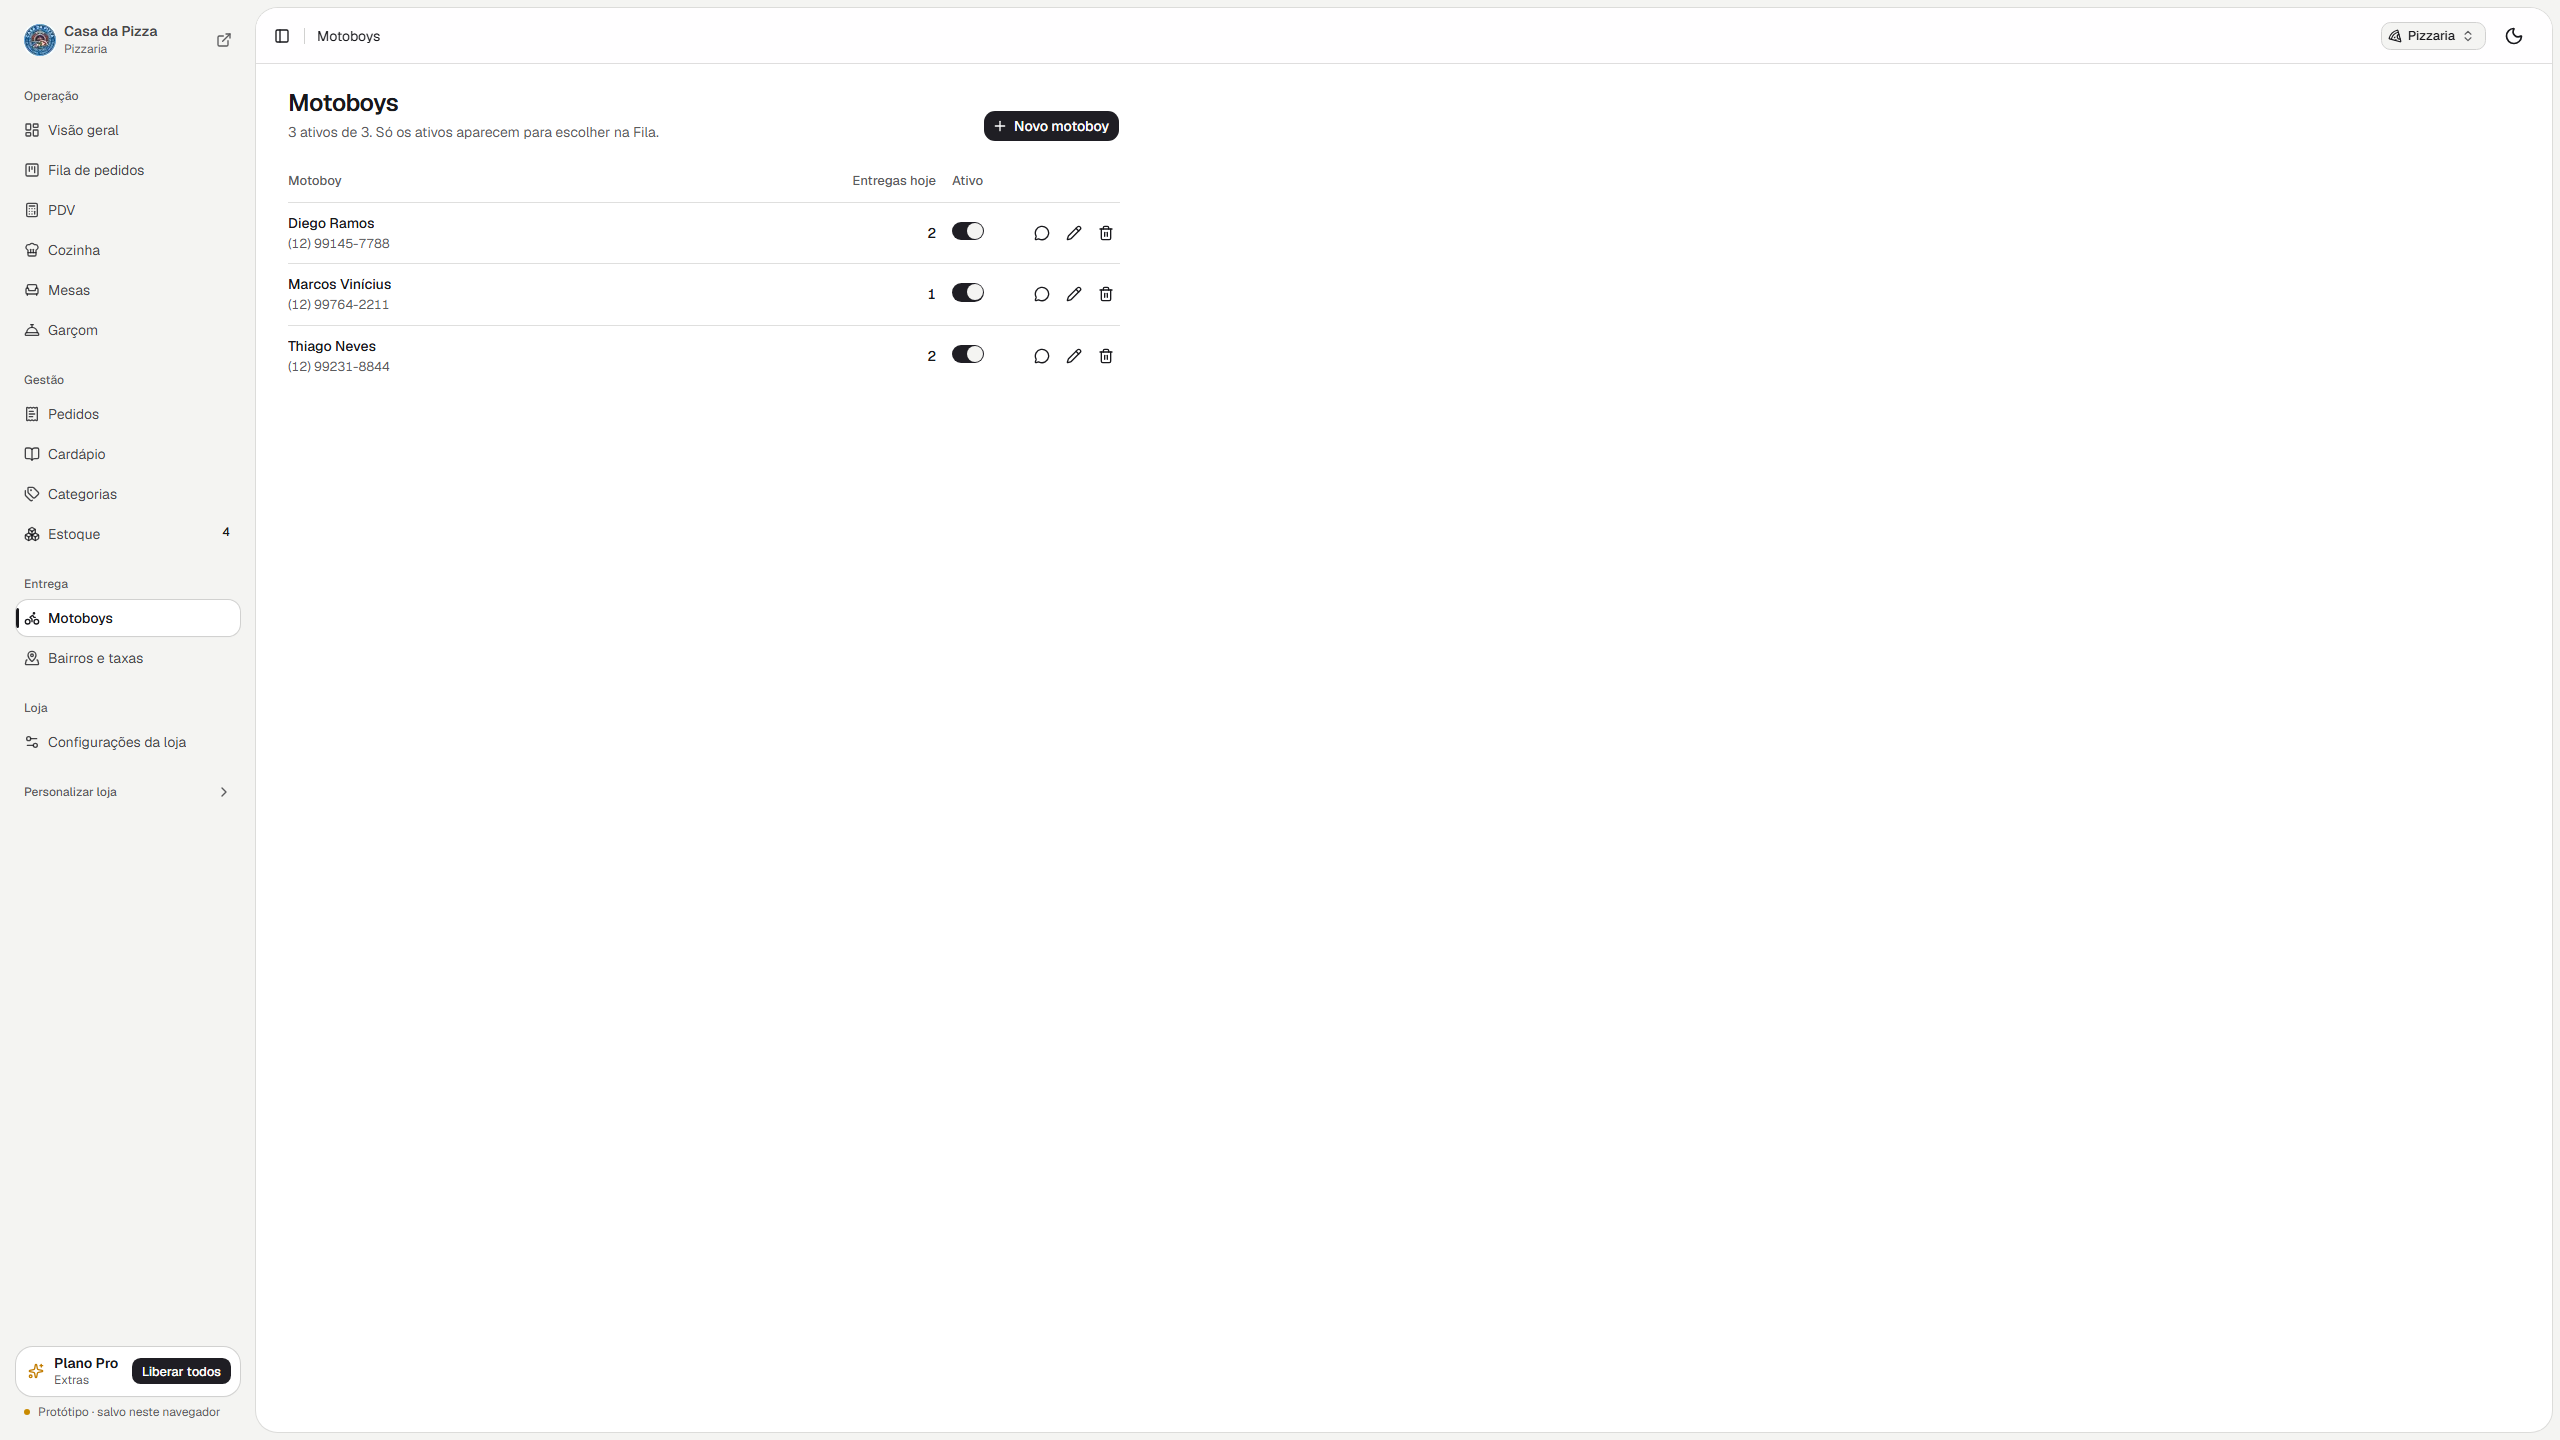 Casa da Pizza
Pizzaria
Operação
Visão geral
Fila de pedidos
PDV
Cozinha
Mesas
Garçom
Gestão
Pedidos
Cardápio
Categorias
Estoque 4
Entrega
Motoboys
Bairros e taxas
Loja
Configurações da loja
Personalizar loja
Plano Pro
Extras
Liberar todos
Protótipo · salvo neste navegador
Motoboys
Pizzaria
Motoboys
3 ativos de 3. Só os ativos aparecem para escolher na Fila.
Novo motoboy
Motoboy Entregas hoje Ativo
Diego Ramos
(12) 99145-7788
2
Marcos Vinícius
(12) 99764-2211
1
Thiago Neves
(12) 99231-8844
2